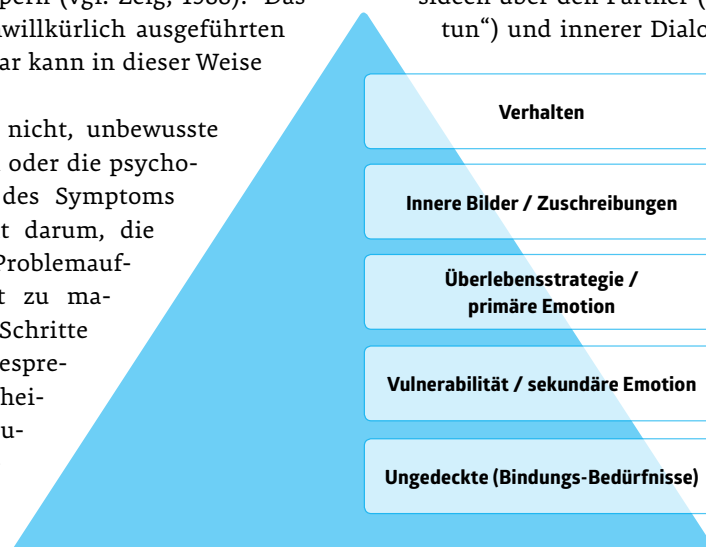 pern (vgl. Zeig, 1988). Das
willkürlich ausgeführten
ar kann in dieser Weise
nicht, unbewusste
oder die psycho-
des Symptoms
t darum, die
Problemauf-
t zu ma-
Schritte
espre-
hei-
u-
sideen über den Partner (
tun“) und innerer Dialo
Verhalten
Innere Bilder / Zuschreibungen
Überlebensstrategie /
primäre Emotion
Vulnerabilität / sekundäre Emotion
Ungedeckte (Bindungs-Bedürfnisse)